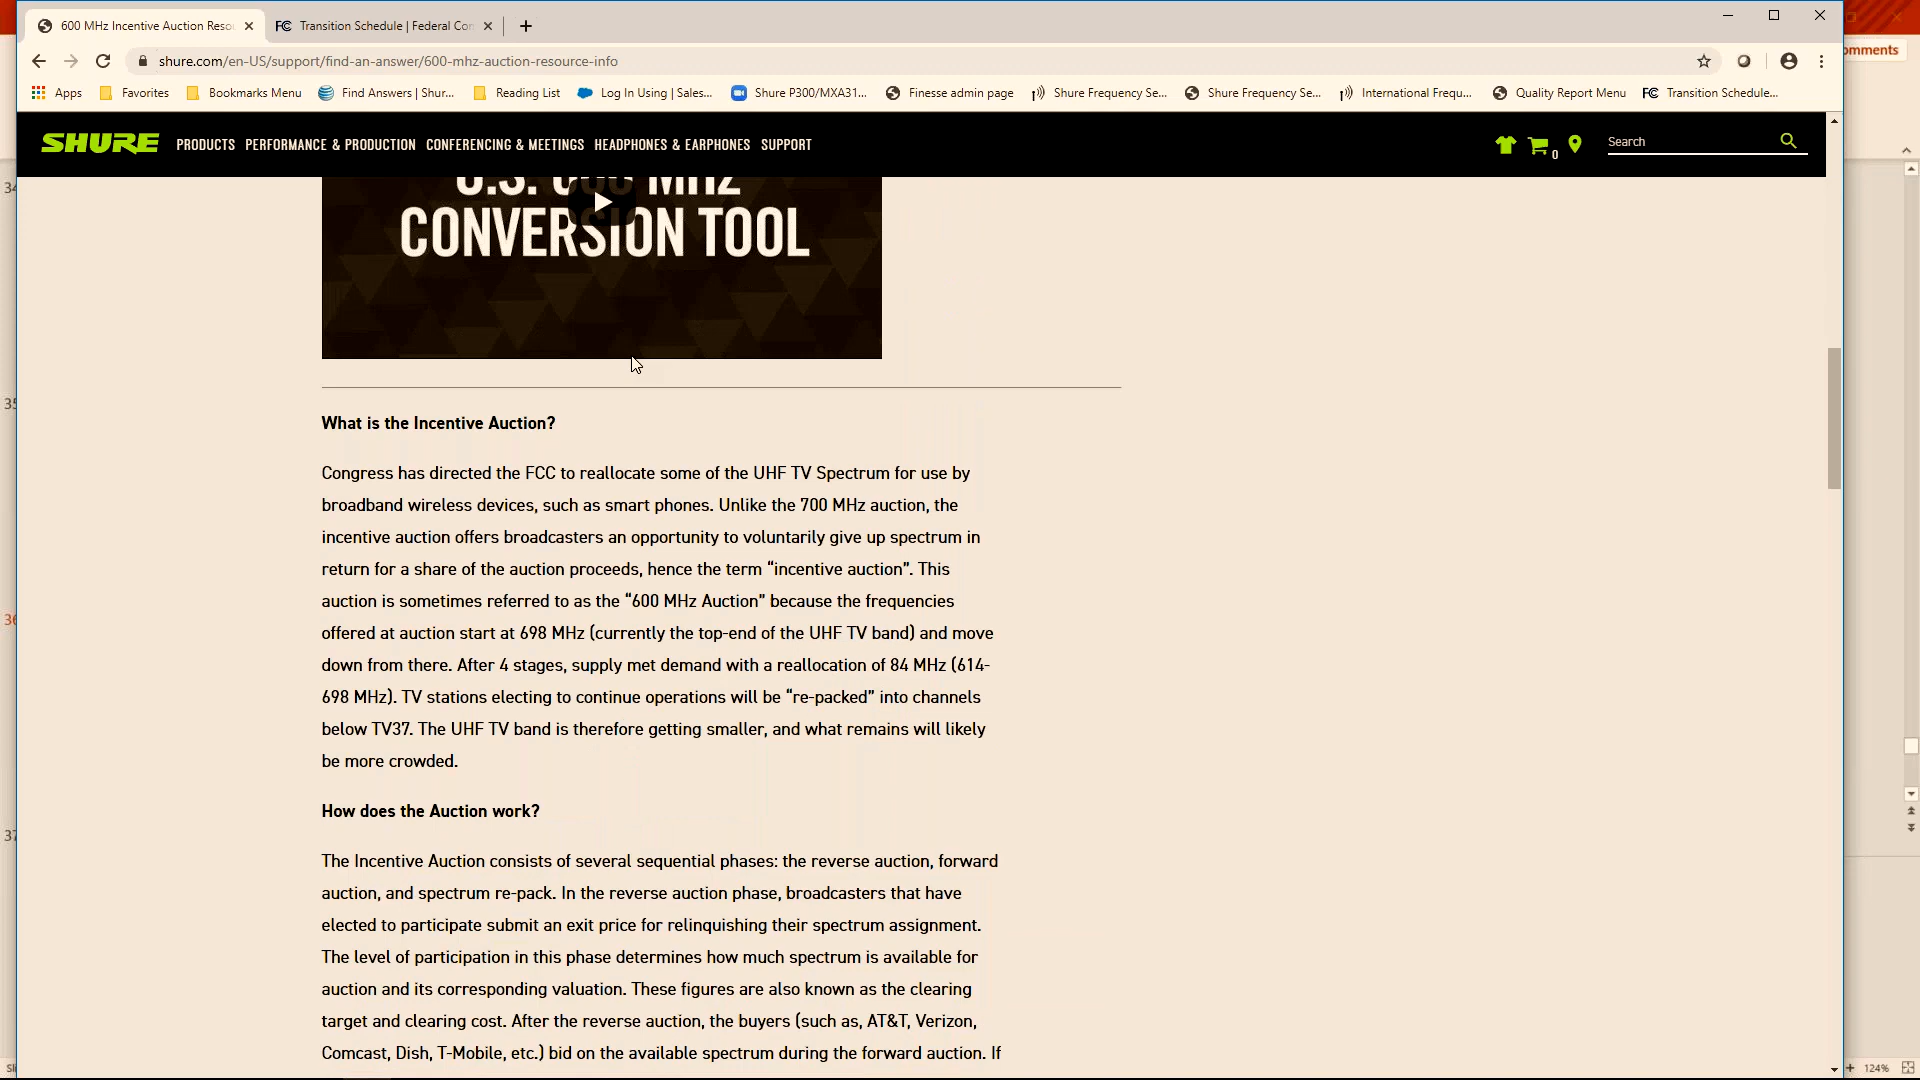 600 MHz Incentive Auction Reso
Transition Schedule | Federal Con
shure.com/en-US/support/find-an-answer/600-mhz-auction-resource-info
omments
Apps
Favorites
Bookmarks Menu
Find Answers | Shur...
Reading List
Log In Using | Sales...
Shure P300/MXA31...
Finesse admin page
Shure Frequency Se...
Shure Frequency Se...
International Frequ...
Quality Report Menu
Transition Schedule...
SHURE
PRODUCTS
PERFORMANCE & PRODUCTION
CONFERENCING & MEETINGS
HEADPHONES & EARPHONES
SUPPORT
0
Search
U.S. 600 MHz
CONVERSION TOOL
34
35
36
37
What is the Incentive Auction?
Congress has directed the FCC to reallocate some of the UHF TV Spectrum for use by
broadband wireless devices, such as smart phones. Unlike the 700 MHz auction, the
incentive auction offers broadcasters an opportunity to voluntarily give up spectrum in
return for a share of the auction proceeds, hence the term “incentive auction”. This
auction is sometimes referred to as the “600 MHz Auction” because the frequencies
offered at auction start at 698 MHz (currently the top-end of the UHF TV band) and move
down from there. After 4 stages, supply met demand with a reallocation of 84 MHz (614-
698 MHz). TV stations electing to continue operations will be “re-packed” into channels
below TV37. The UHF TV band is therefore getting smaller, and what remains will likely
be more crowded.
How does the Auction work?
The Incentive Auction consists of several sequential phases: the reverse auction, forward
auction, and spectrum re-pack. In the reverse auction phase, broadcasters that have
elected to participate submit an exit price for relinquishing their spectrum assignment.
The level of participation in this phase determines how much spectrum is available for
auction and its corresponding valuation. These figures are also known as the clearing
target and clearing cost. After the reverse auction, the buyers (such as, AT&T, Verizon,
Comcast, Dish, T-Mobile, etc.) bid on the available spectrum during the forward auction. If
Sli
124%